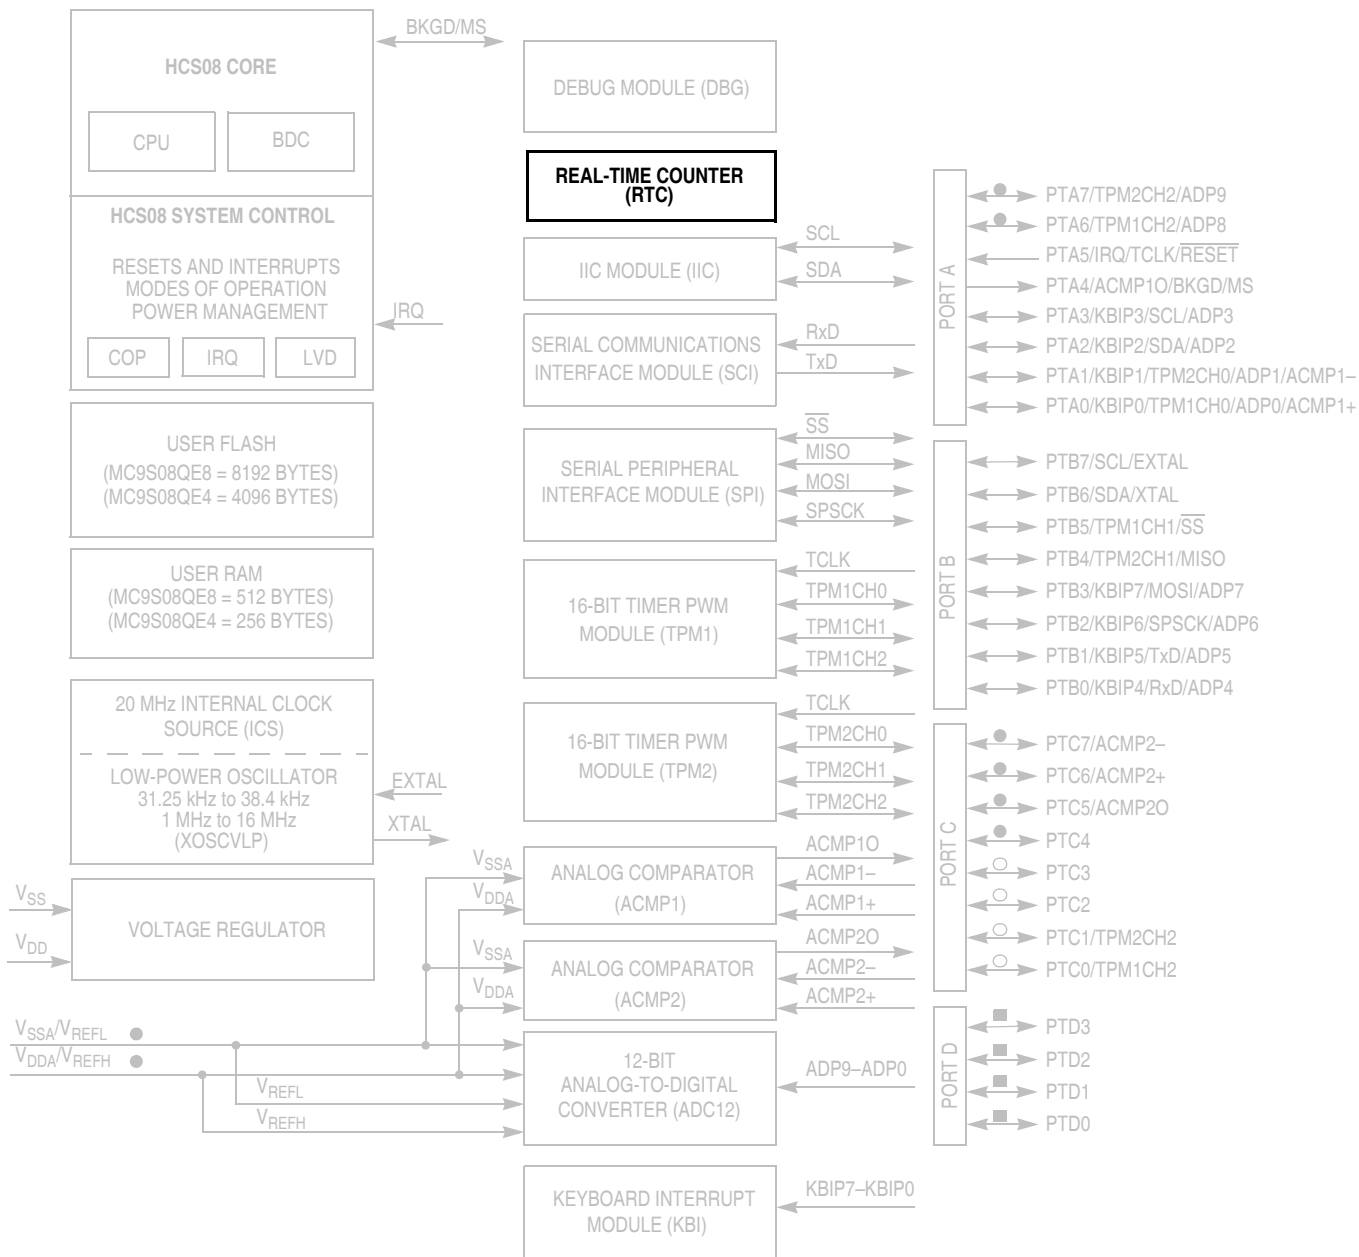 BKGD/MS
HCS08 CORE
CPU
BDC
HCS08 SYSTEM CONTROL
RESETS AND INTERRUPTS
MODES OF OPERATION
POWER MANAGEMENT
IRQ
COP
IRQ
LVD
USER FLASH
(MC9S08QE8 = 8192 BYTES)
(MC9S08QE4 = 4096 BYTES)
USER RAM
(MC9S08QE8 = 512 BYTES)
(MC9S08QE4 = 256 BYTES)
20 MHz INTERNAL CLOCK
SOURCE (ICS)
LOW-POWER OSCILLATOR
31.25 kHz to 38.4 kHz
1 MHz to 16 MHz
(XOSCVLP)
EXTAL
XTAL
VSS
VDD
VOLTAGE REGULATOR
VSSA/VREFL
VDDA/VREFH
VREFL
VREFH
DEBUG MODULE (DBG)
REAL-TIME COUNTER
(RTC)
IIC MODULE (IIC)
SCL
SDA
SERIAL COMMUNICATIONS
INTERFACE MODULE (SCI)
RxD
TxD
SERIAL PERIPHERAL
INTERFACE MODULE (SPI)
SS
MISO
MOSI
SPSCK
16-BIT TIMER PWM
MODULE (TPM1)
TCLK
TPM1CH0
TPM1CH1
TPM1CH2
16-BIT TIMER PWM
MODULE (TPM2)
TCLK
TPM2CH0
TPM2CH1
TPM2CH2
VSSA
VDDA
ANALOG COMPARATOR
(ACMP1)
ACMP1O
ACMP1–
ACMP1+
VSSA
VDDA
ANALOG COMPARATOR
(ACMP2)
ACMP2O
ACMP2–
ACMP2+
12-BIT
ANALOG-TO-DIGITAL
CONVERTER (ADC12)
ADP9–ADP0
KEYBOARD INTERRUPT
MODULE (KBI)
KBIP7–KBIP0
PORT A
PTA7/TPM2CH2/ADP9
PTA6/TPM1CH2/ADP8
PTA5/IRQ/TCLK/RESET
PTA4/ACMP1O/BKGD/MS
PTA3/KBIP3/SCL/ADP3
PTA2/KBIP2/SDA/ADP2
PTA1/KBIP1/TPM2CH0/ADP1/ACMP1–
PTA0/KBIP0/TPM1CH0/ADP0/ACMP1+
PORT B
PTB7/SCL/EXTAL
PTB6/SDA/XTAL
PTB5/TPM1CH1/SS
PTB4/TPM2CH1/MISO
PTB3/KBIP7/MOSI/ADP7
PTB2/KBIP6/SPSCK/ADP6
PTB1/KBIP5/TxD/ADP5
PTB0/KBIP4/RxD/ADP4
PORT C
PTC7/ACMP2–
PTC6/ACMP2+
PTC5/ACMP2O
PTC4
PTC3
PTC2
PTC1/TPM2CH2
PTC0/TPM1CH2
PORT D
PTD3
PTD2
PTD1
PTD0